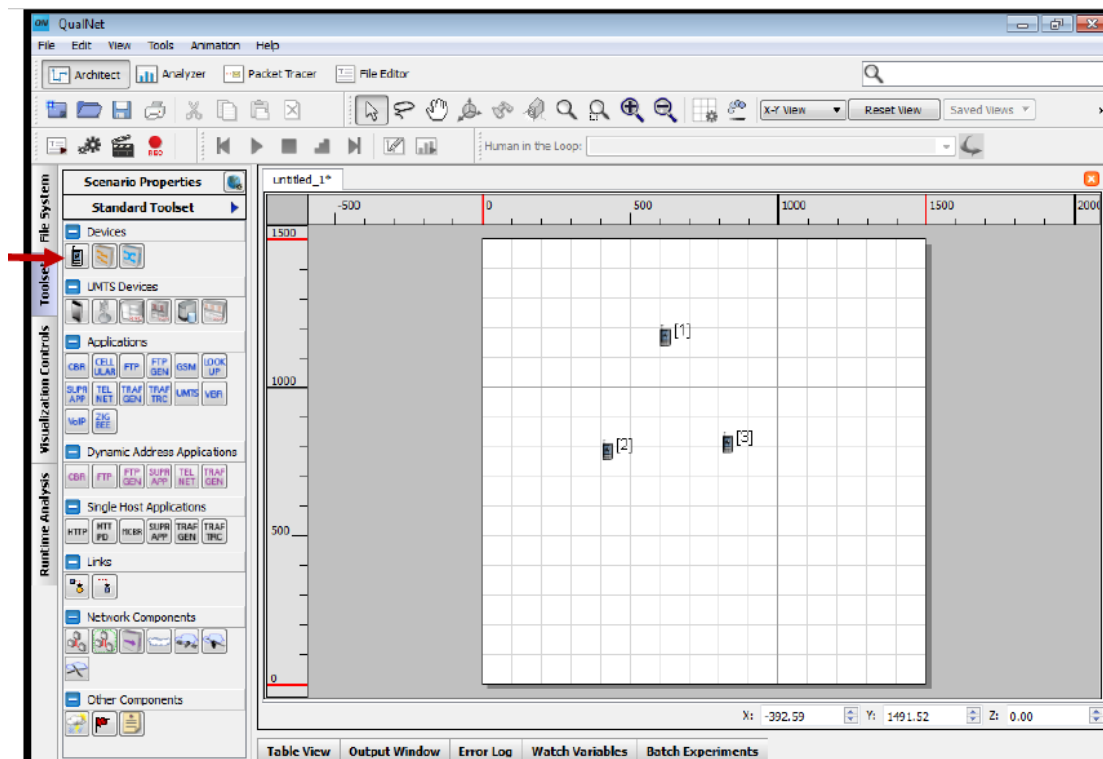 QN QualNet
File Edit View Tools Animation Help
Architect Analyzer Packet Tracer File Editor
X-Y View Reset View Saved Views
REC Human in the Loop:
File System
Toolset
Visualization Controls
Runtime Analysis
Scenario Properties
Standard Toolset
Devices
UMTS Devices
Applications
CBR CELL ULAR FTP FTP GEN GSM LOOK UP
SUPR APP TEL NET TRAF GEN TRAF TRC UMTS VBR
VoIP ZIG BEE
Dynamic Address Applications
CBR FTP FTP GEN SUPR APP TEL NET TRAF GEN
Single Host Applications
HTTP HTT PD MCBR SUPR APP TRAF GEN TRAF TRC
Links
Network Components
Other Components
untitled_1*
-500 0 500 1000 1500 2000
1500
[1]
1000
[2] [3]
500
0
X: -392.59 Y: 1491.52 Z: 0.00
Table View Output Window Error Log Watch Variables Batch Experiments